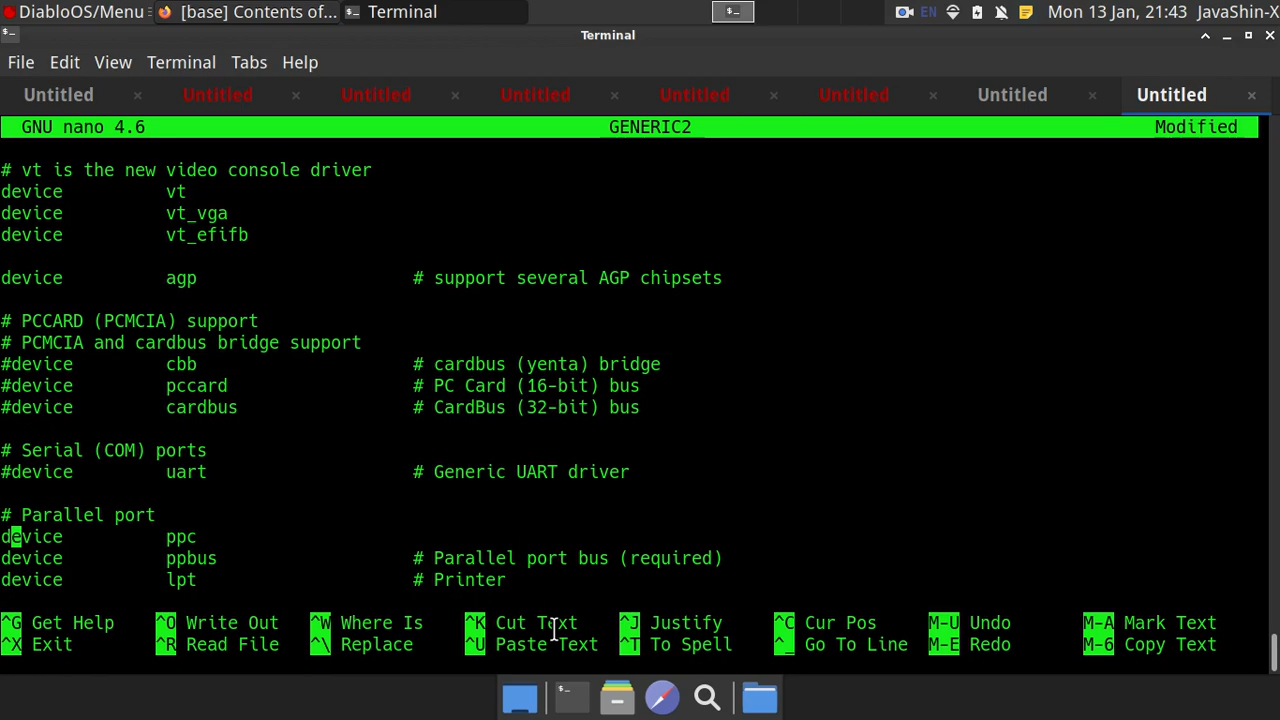 DiabloOS/Menu [base] Contents of... Terminal EN Mon 13 Jan, 21:43 JavaShin-X
Terminal
File Edit View Terminal Tabs Help
Untitled × Untitled × Untitled × Untitled × Untitled × Untitled × Untitled × Untitled ×
GNU nano 4.6 GENERIC2 Modified
# vt is the new video console driver
device vt
device vt_vga
device vt_efifb
device agp # support several AGP chipsets
# PCCARD (PCMCIA) support
# PCMCIA and cardbus bridge support
#device cbb # cardbus (yenta) bridge
#device pccard # PC Card (16-bit) bus
#device cardbus # CardBus (32-bit) bus
# Serial (COM) ports
#device uart # Generic UART driver
# Parallel port
device ppc
device ppbus # Parallel port bus (required)
device lpt # Printer
^G Get Help ^O Write Out ^W Where Is ^K Cut Text ^J Justify ^C Cur Pos M-U Undo M-A Mark Text
^X Exit ^R Read File ^\ Replace ^U Paste Text ^T To Spell ^_ Go To Line M-E Redo M-6 Copy Text